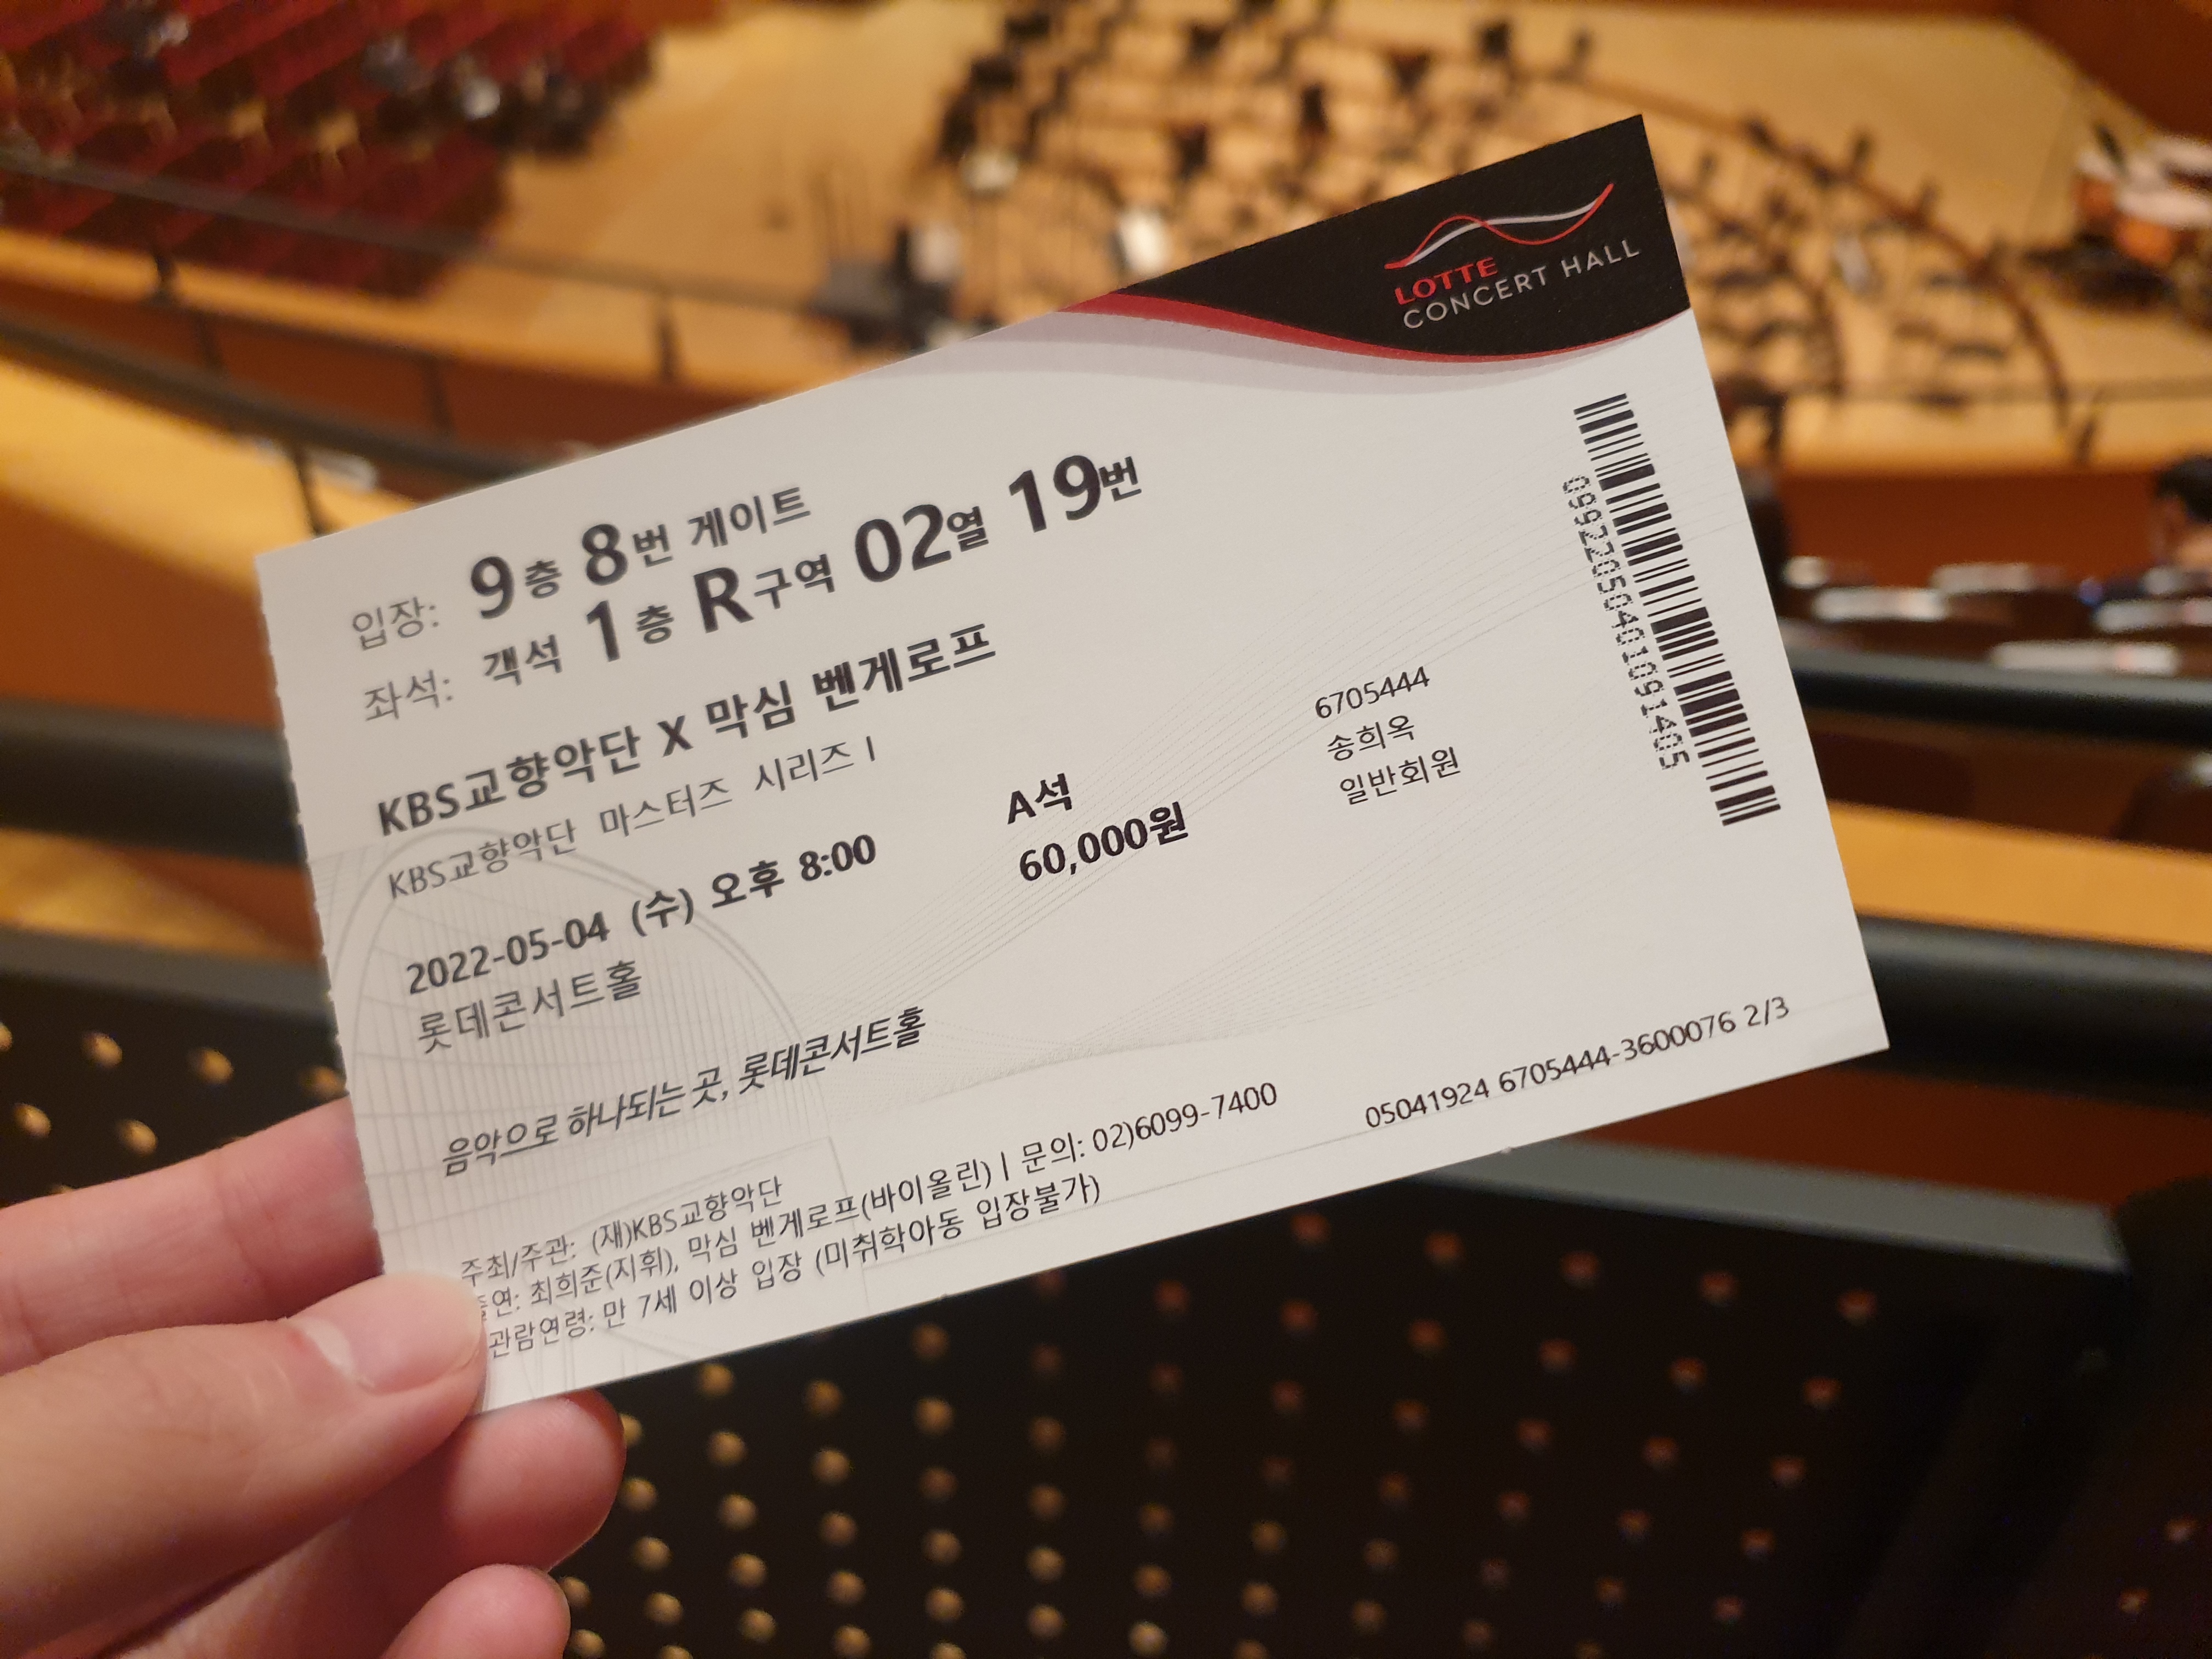 LOTTE
CONCERT HALL
입장: 9층 8번 게이트
좌석: 객석 1층 R구역 02열 19번
KBS교향악단 X 막심 벤게로프
KBS교향악단 마스터즈 시리즈 I
2022-05-04 (수) 오후 8:00
롯데콘서트홀
A석
60,000원
6705444
송희옥
일반회원
09922050401091405
음악으로 하나되는 곳, 롯데콘서트홀
주최/주관: (재)KBS교향악단
출연: 최희준(지휘), 막심 벤게로프(바이올린) | 문의: 02)6099-7400
관람연령: 만 7세 이상 입장 (미취학아동 입장불가)
05041924 6705444-3600076 2/3